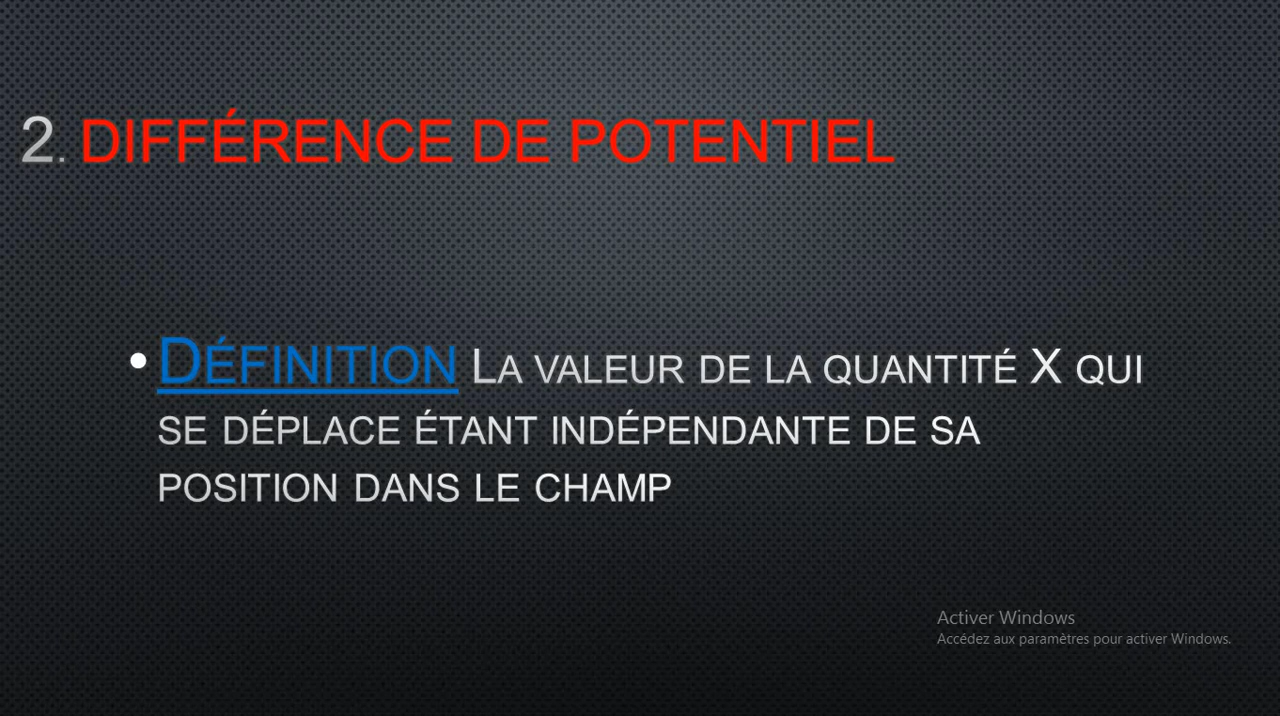 2. DIFFÉRENCE DE POTENTIEL
• DÉFINITION LA VALEUR DE LA QUANTITÉ X QUI
SE DÉPLACE ÉTANT INDÉPENDANTE DE SA
POSITION DANS LE CHAMP
Activer Windows
Accédez aux paramètres pour activer Windows.